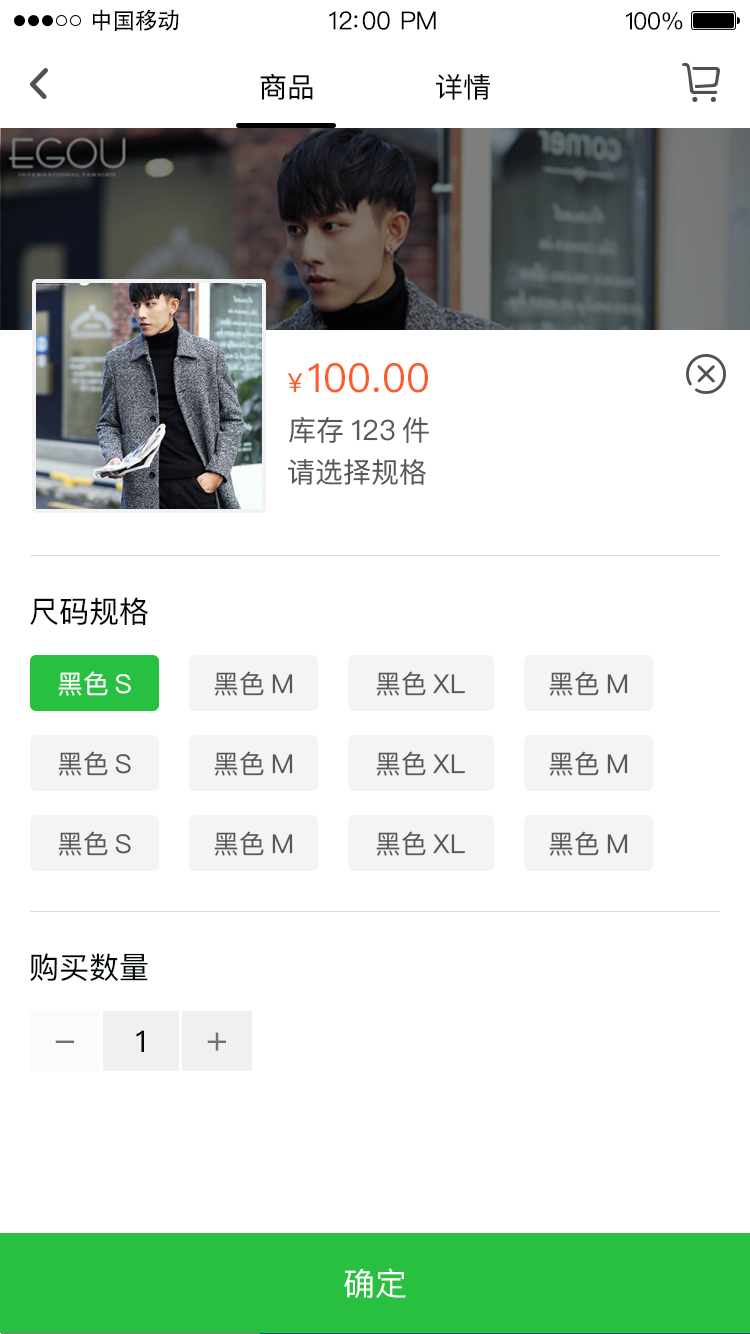 中国移动 12:00 PM 100%
商品 详情
EGOU
INTERNATIONAL FASHION
corner
¥100.00
库存 123 件
请选择规格
尺码规格
黑色 S 黑色 M 黑色 XL 黑色 M
黑色 S 黑色 M 黑色 XL 黑色 M
黑色 S 黑色 M 黑色 XL 黑色 M
购买数量
− 1 +
确定